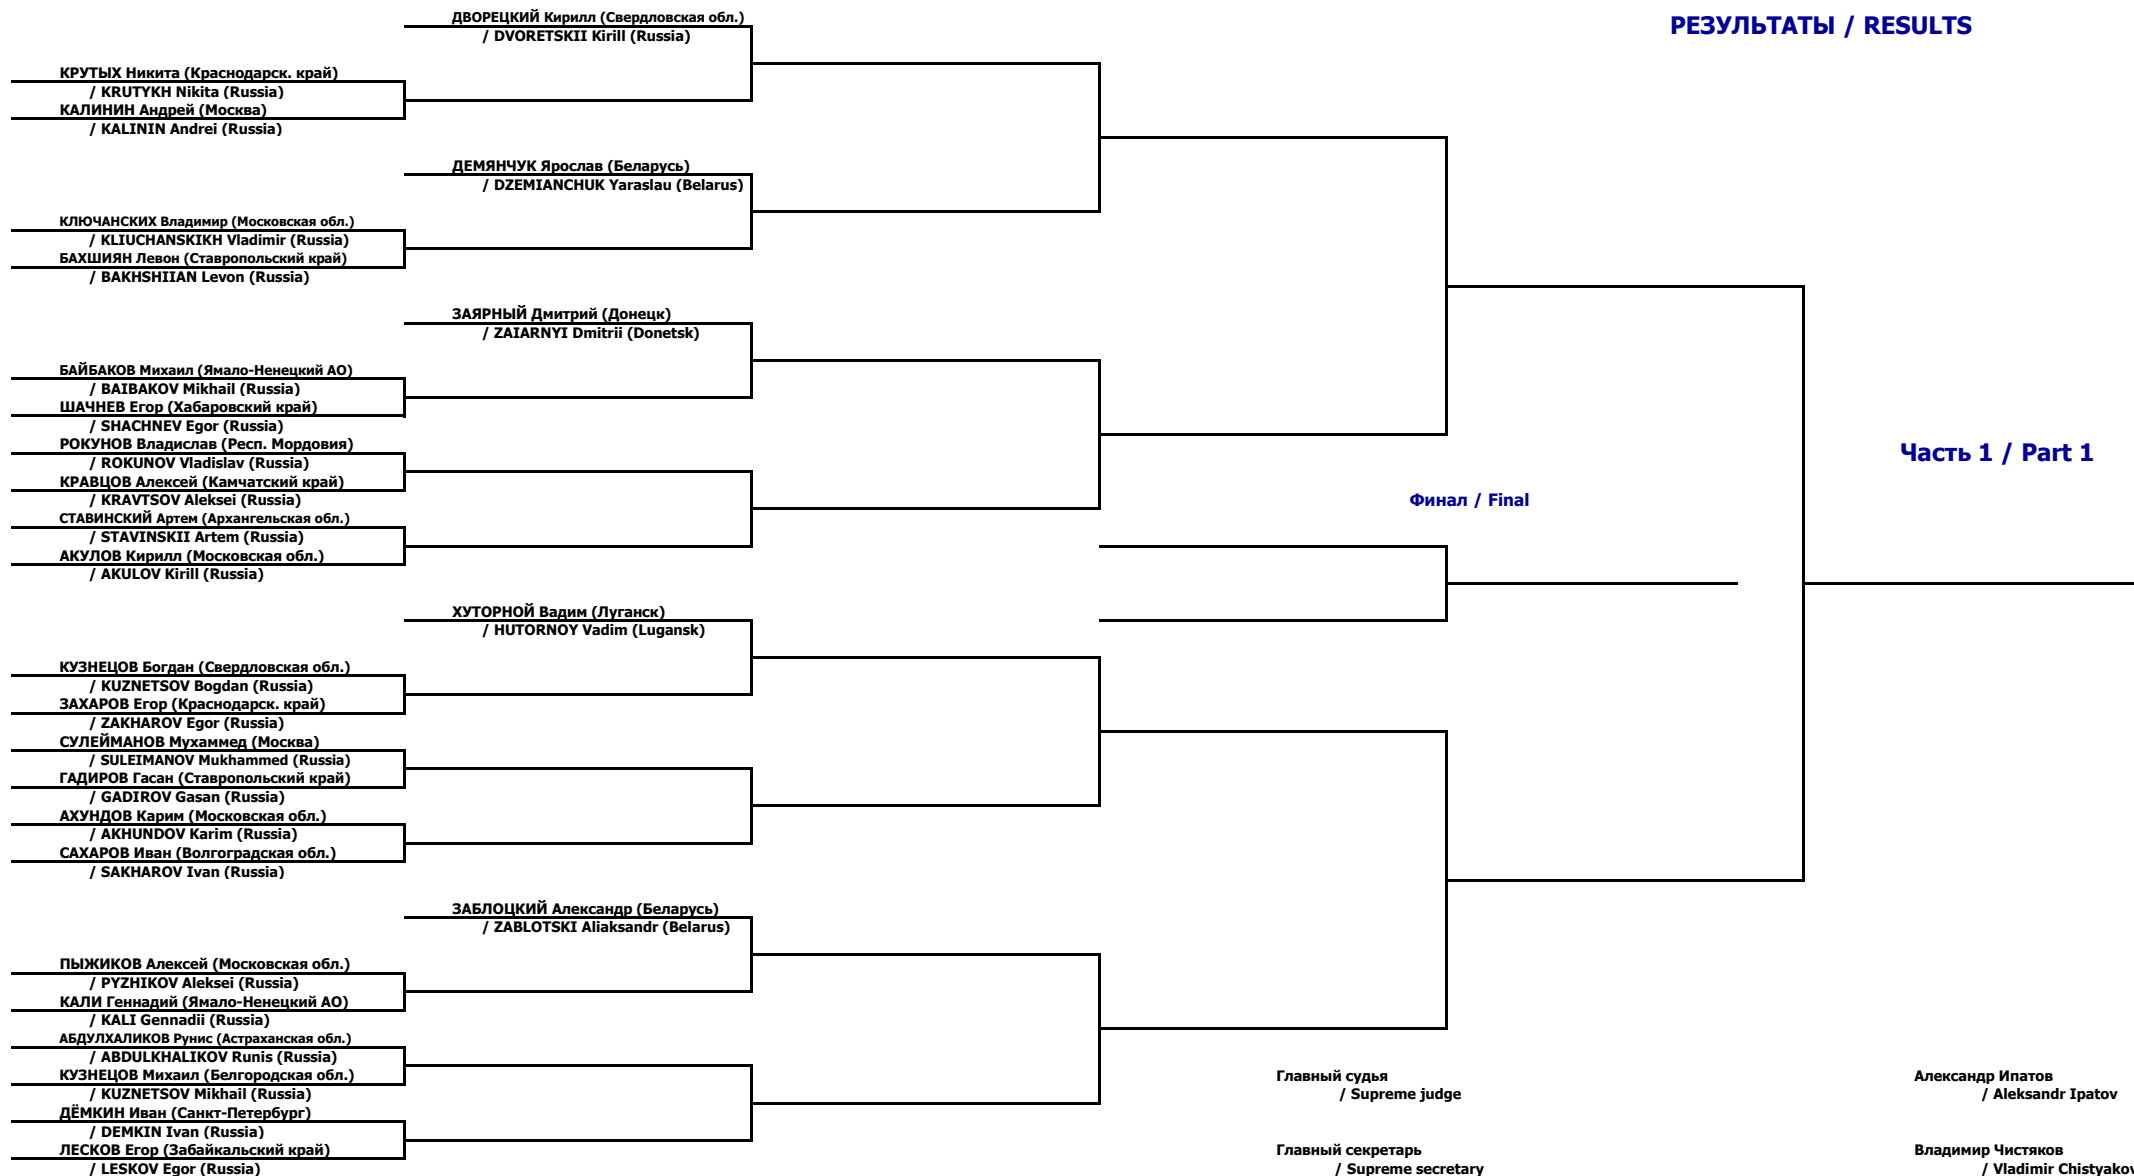 РЕЗУЛЬТАТЫ / RESULTS
ДВОРЕЦКИЙ Кирилл (Свердловская обл.)
/ DVORETSKII Kirill (Russia)
КРУТЫХ Никита (Краснодарск. край)
/ KRUTYKH Nikita (Russia)
КАЛИНИН Андрей (Москва)
/ KALININ Andrei (Russia)
ДЕМЯНЧУК Ярослав (Беларусь)
/ DZEMIANCHUK Yaraslau (Belarus)
КЛЮЧАНСКИХ Владимир (Московская обл.)
/ KLIUCHANSKIKH Vladimir (Russia)
БАХШИЯН Левон (Ставропольский край)
/ BAKHSHIIAN Levon (Russia)
ЗАЯРНЫЙ Дмитрий (Донецк)
/ ZAIARNYI Dmitrii (Donetsk)
БАЙБАКОВ Михаил (Ямало-Ненецкий АО)
/ BAIBAKOV Mikhail (Russia)
ШАЧНЕВ Егор (Хабаровский край)
/ SHACHNEV Egor (Russia)
РОКУНОВ Владислав (Респ. Мордовия)
/ ROKUNOV Vladislav (Russia)
Часть 1 / Part 1
КРАВЦОВ Алексей (Камчатский край)
/ KRAVTSOV Aleksei (Russia)
Финал / Final
СТАВИНСКИЙ Артем (Архангельская обл.)
/ STAVINSKII Artem (Russia)
АКУЛОВ Кирилл (Московская обл.)
/ AKULOV Kirill (Russia)
ХУТОРНОЙ Вадим (Луганск)
/ HUTORNOY Vadim (Lugansk)
КУЗНЕЦОВ Богдан (Свердловская обл.)
/ KUZNETSOV Bogdan (Russia)
ЗАХАРОВ Егор (Краснодарск. край)
/ ZAKHAROV Egor (Russia)
СУЛЕЙМАНОВ Мухаммед (Москва)
/ SULEIMANOV Mukhammed (Russia)
ГАДИРОВ Гасан (Ставропольский край)
/ GADIROV Gasan (Russia)
АХУНДОВ Карим (Московская обл.)
/ AKHUNDOV Karim (Russia)
САХАРОВ Иван (Волгоградская обл.)
/ SAKHAROV Ivan (Russia)
ЗАБЛОЦКИЙ Александр (Беларусь)
/ ZABLOTSKI Aliaksandr (Belarus)
ПЫЖИКОВ Алексей (Московская обл.)
/ PYZHIKOV Aleksei (Russia)
КАЛИ Геннадий (Ямало-Ненецкий АО)
/ KALI Gennadii (Russia)
АБДУЛХАЛИКОВ Рунис (Астраханская обл.)
/ ABDULKHALIKOV Runis (Russia)
КУЗНЕЦОВ Михаил (Белгородская обл.)
/ KUZNETSOV Mikhail (Russia)
ДЁМКИН Иван (Санкт-Петербург)
/ DEMKIN Ivan (Russia)
ЛЕСКОВ Егор (Забайкальский край)
/ LESKOV Egor (Russia)
Главный судья
/ Supreme judge
Александр Ипатов
/ Aleksandr Ipatov
Главный секретарь
/ Supreme secretary
Владимир Чистяков
/ Vladimir Chistyakov